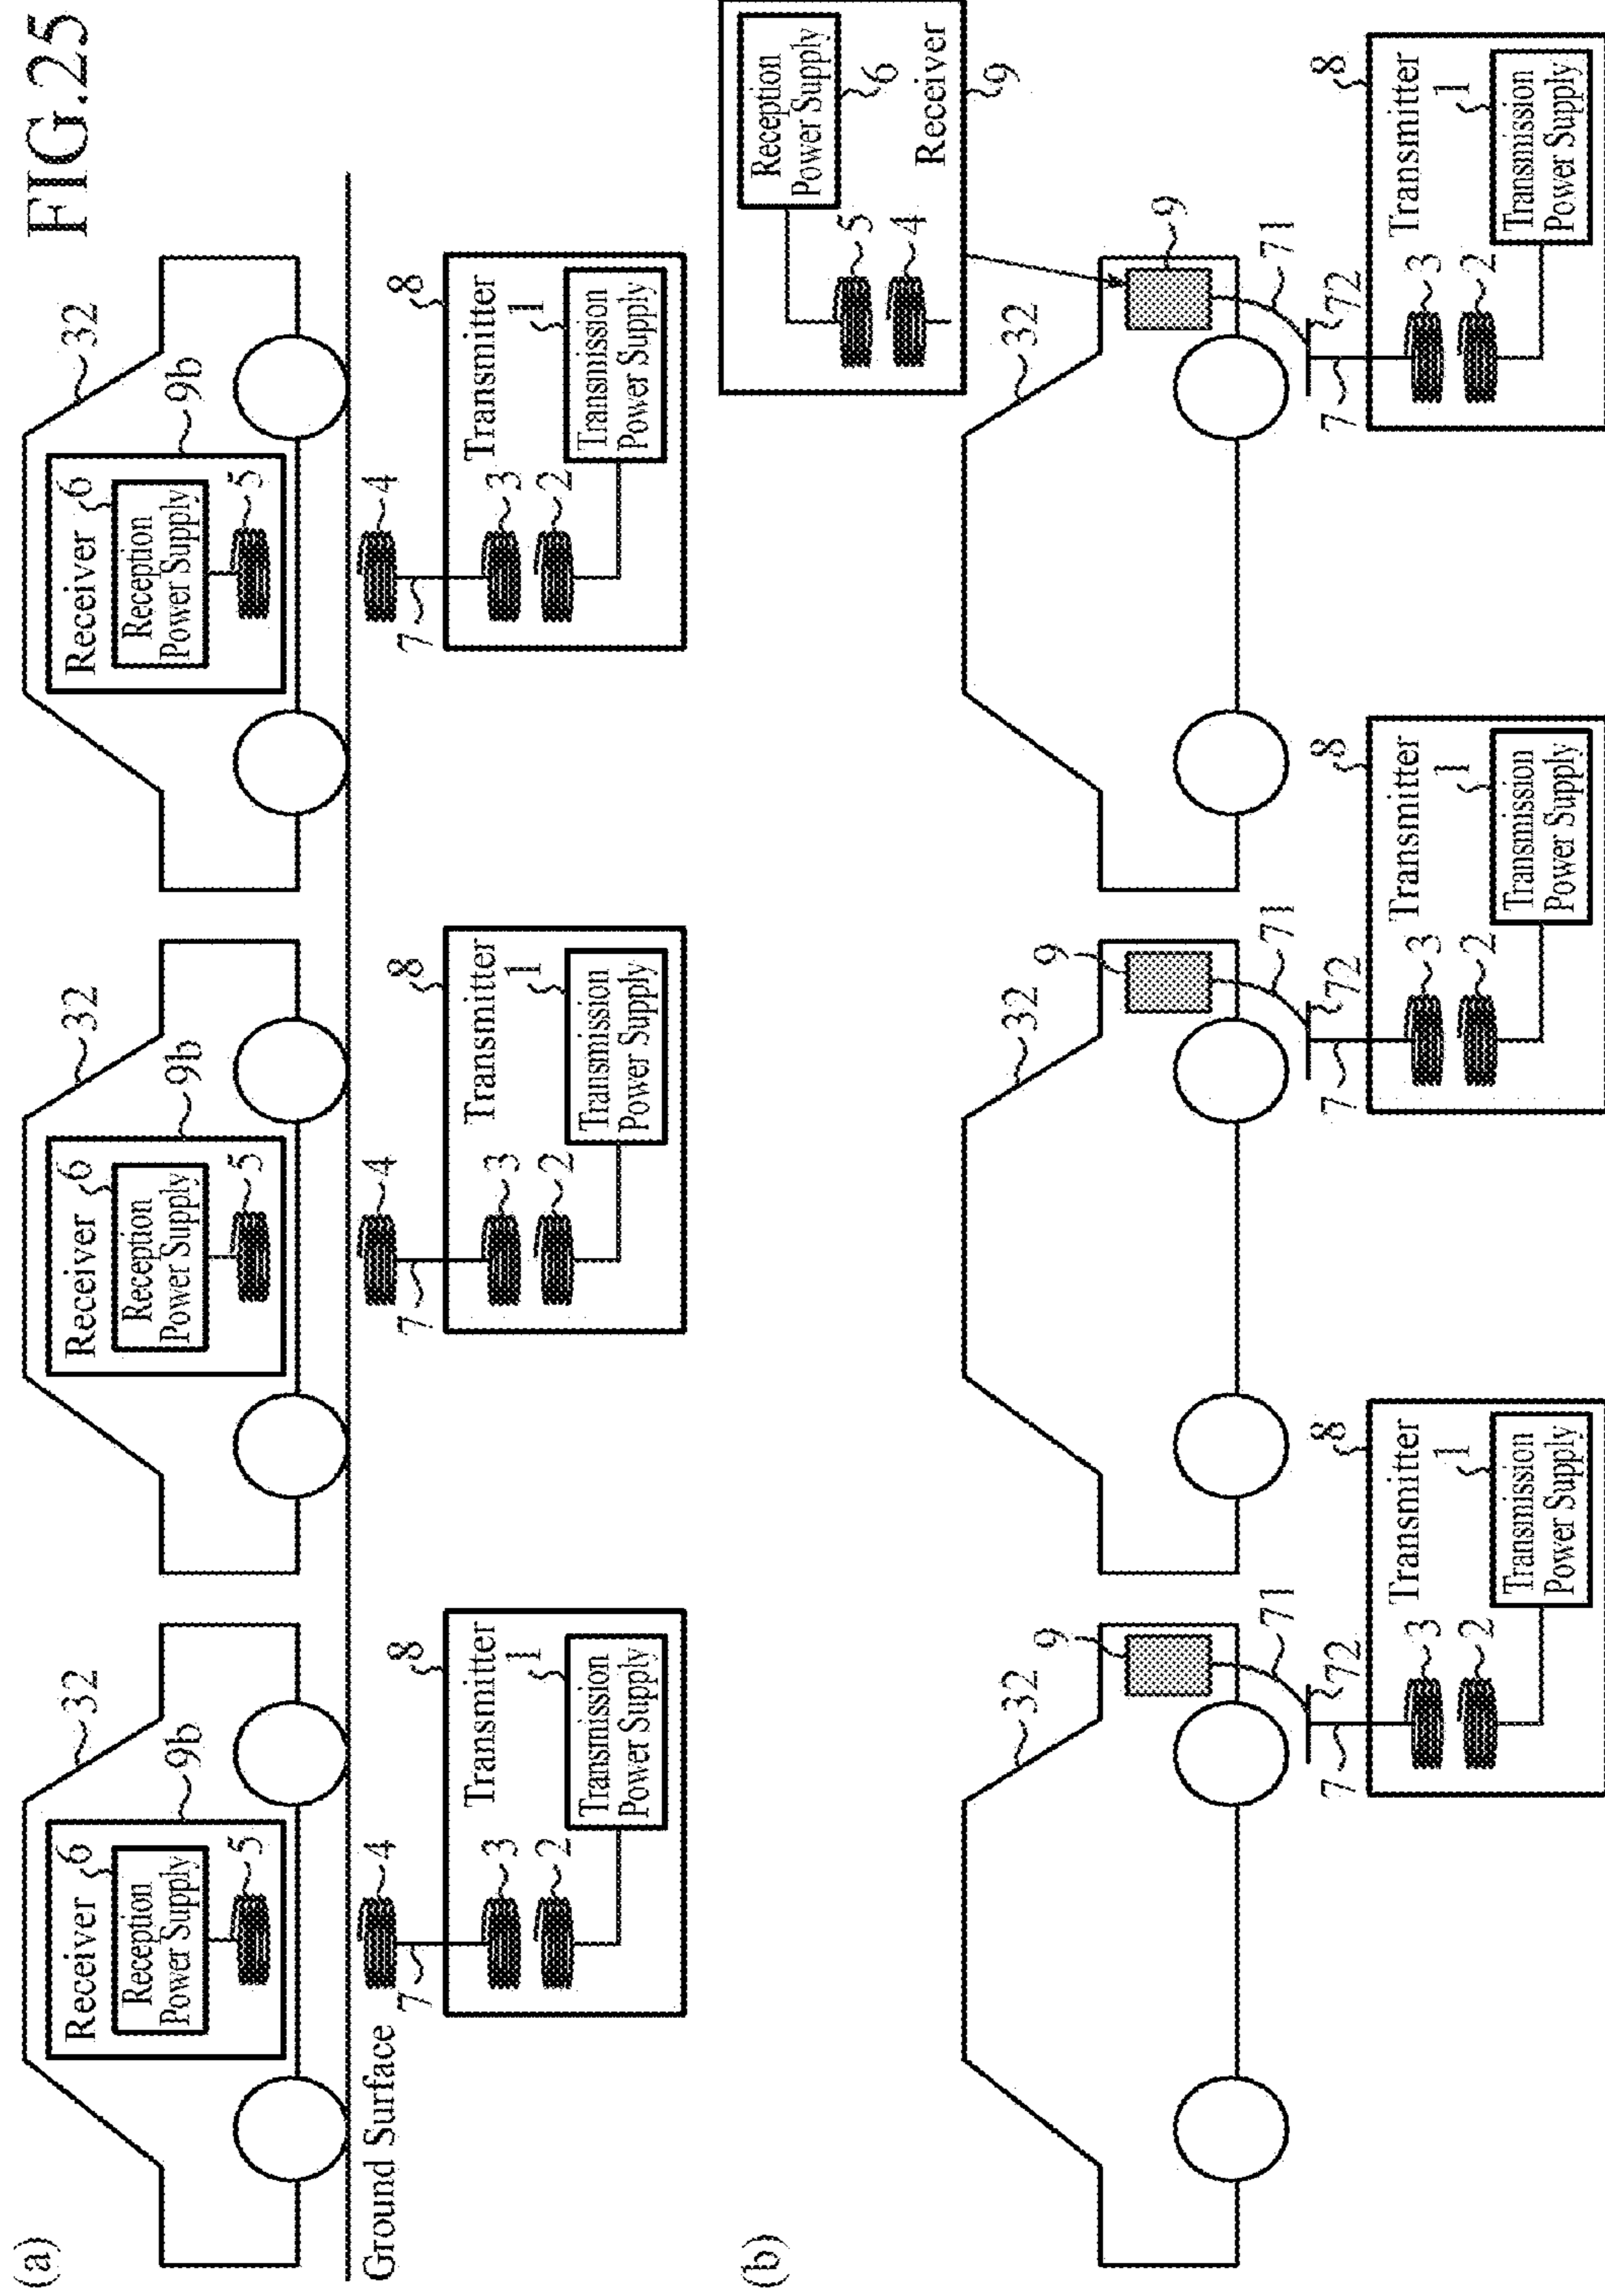 FIG.25
(a)
32
9b
Receiver
6
Reception
Power Supply
5
4
7
8
Transmitter
3
2
1
Transmission
Power Supply
32
9b
Receiver
6
Reception
Power Supply
5
4
7
8
Transmitter
3
2
1
Transmission
Power Supply
32
9b
Receiver
6
Reception
Power Supply
5
4
7
8
Transmitter
3
2
1
Transmission
Power Supply
Ground Surface
(b)
Reception
Power Supply
6
5
4
Receiver
9
32
9
71
72
7
8
Transmitter
3
2
1
Transmission
Power Supply
32
9
71
72
7
8
Transmitter
3
2
1
Transmission
Power Supply
32
9
71
72
7
8
Transmitter
3
2
1
Transmission
Power Supply